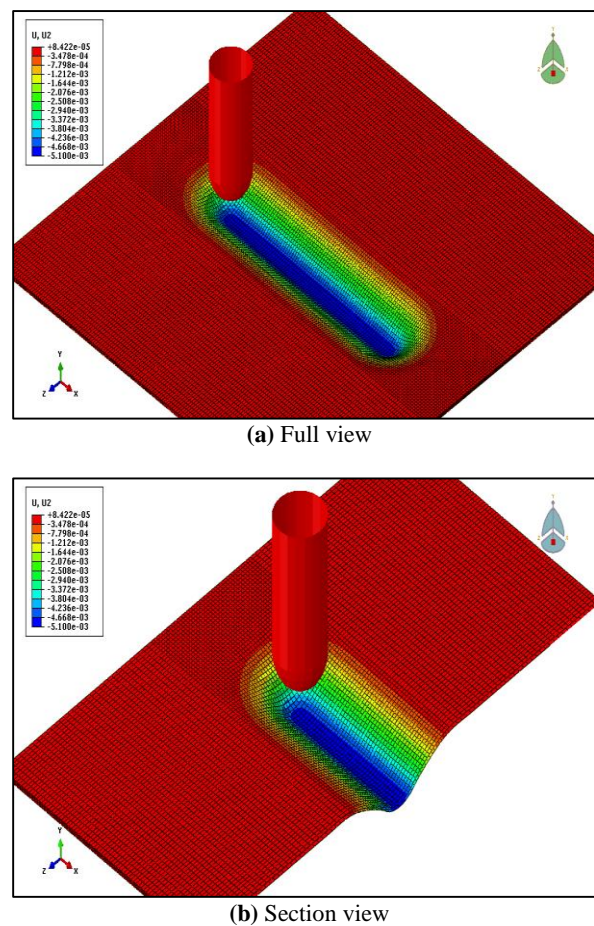 U, U2
+8.422e-05
-3.478e-04
-7.798e-04
-1.212e-03
-1.644e-03
-2.076e-03
-2.508e-03
-2.940e-03
-3.372e-03
-3.804e-03
-4.236e-03
-4.668e-03
-5.100e-03
Y
Z X
(a) Full view
U, U2
+8.422e-05
-3.478e-04
-7.798e-04
-1.212e-03
-1.644e-03
-2.076e-03
-2.508e-03
-2.940e-03
-3.372e-03
-3.804e-03
-4.236e-03
-4.668e-03
-5.100e-03
Y
Z X
(b) Section view